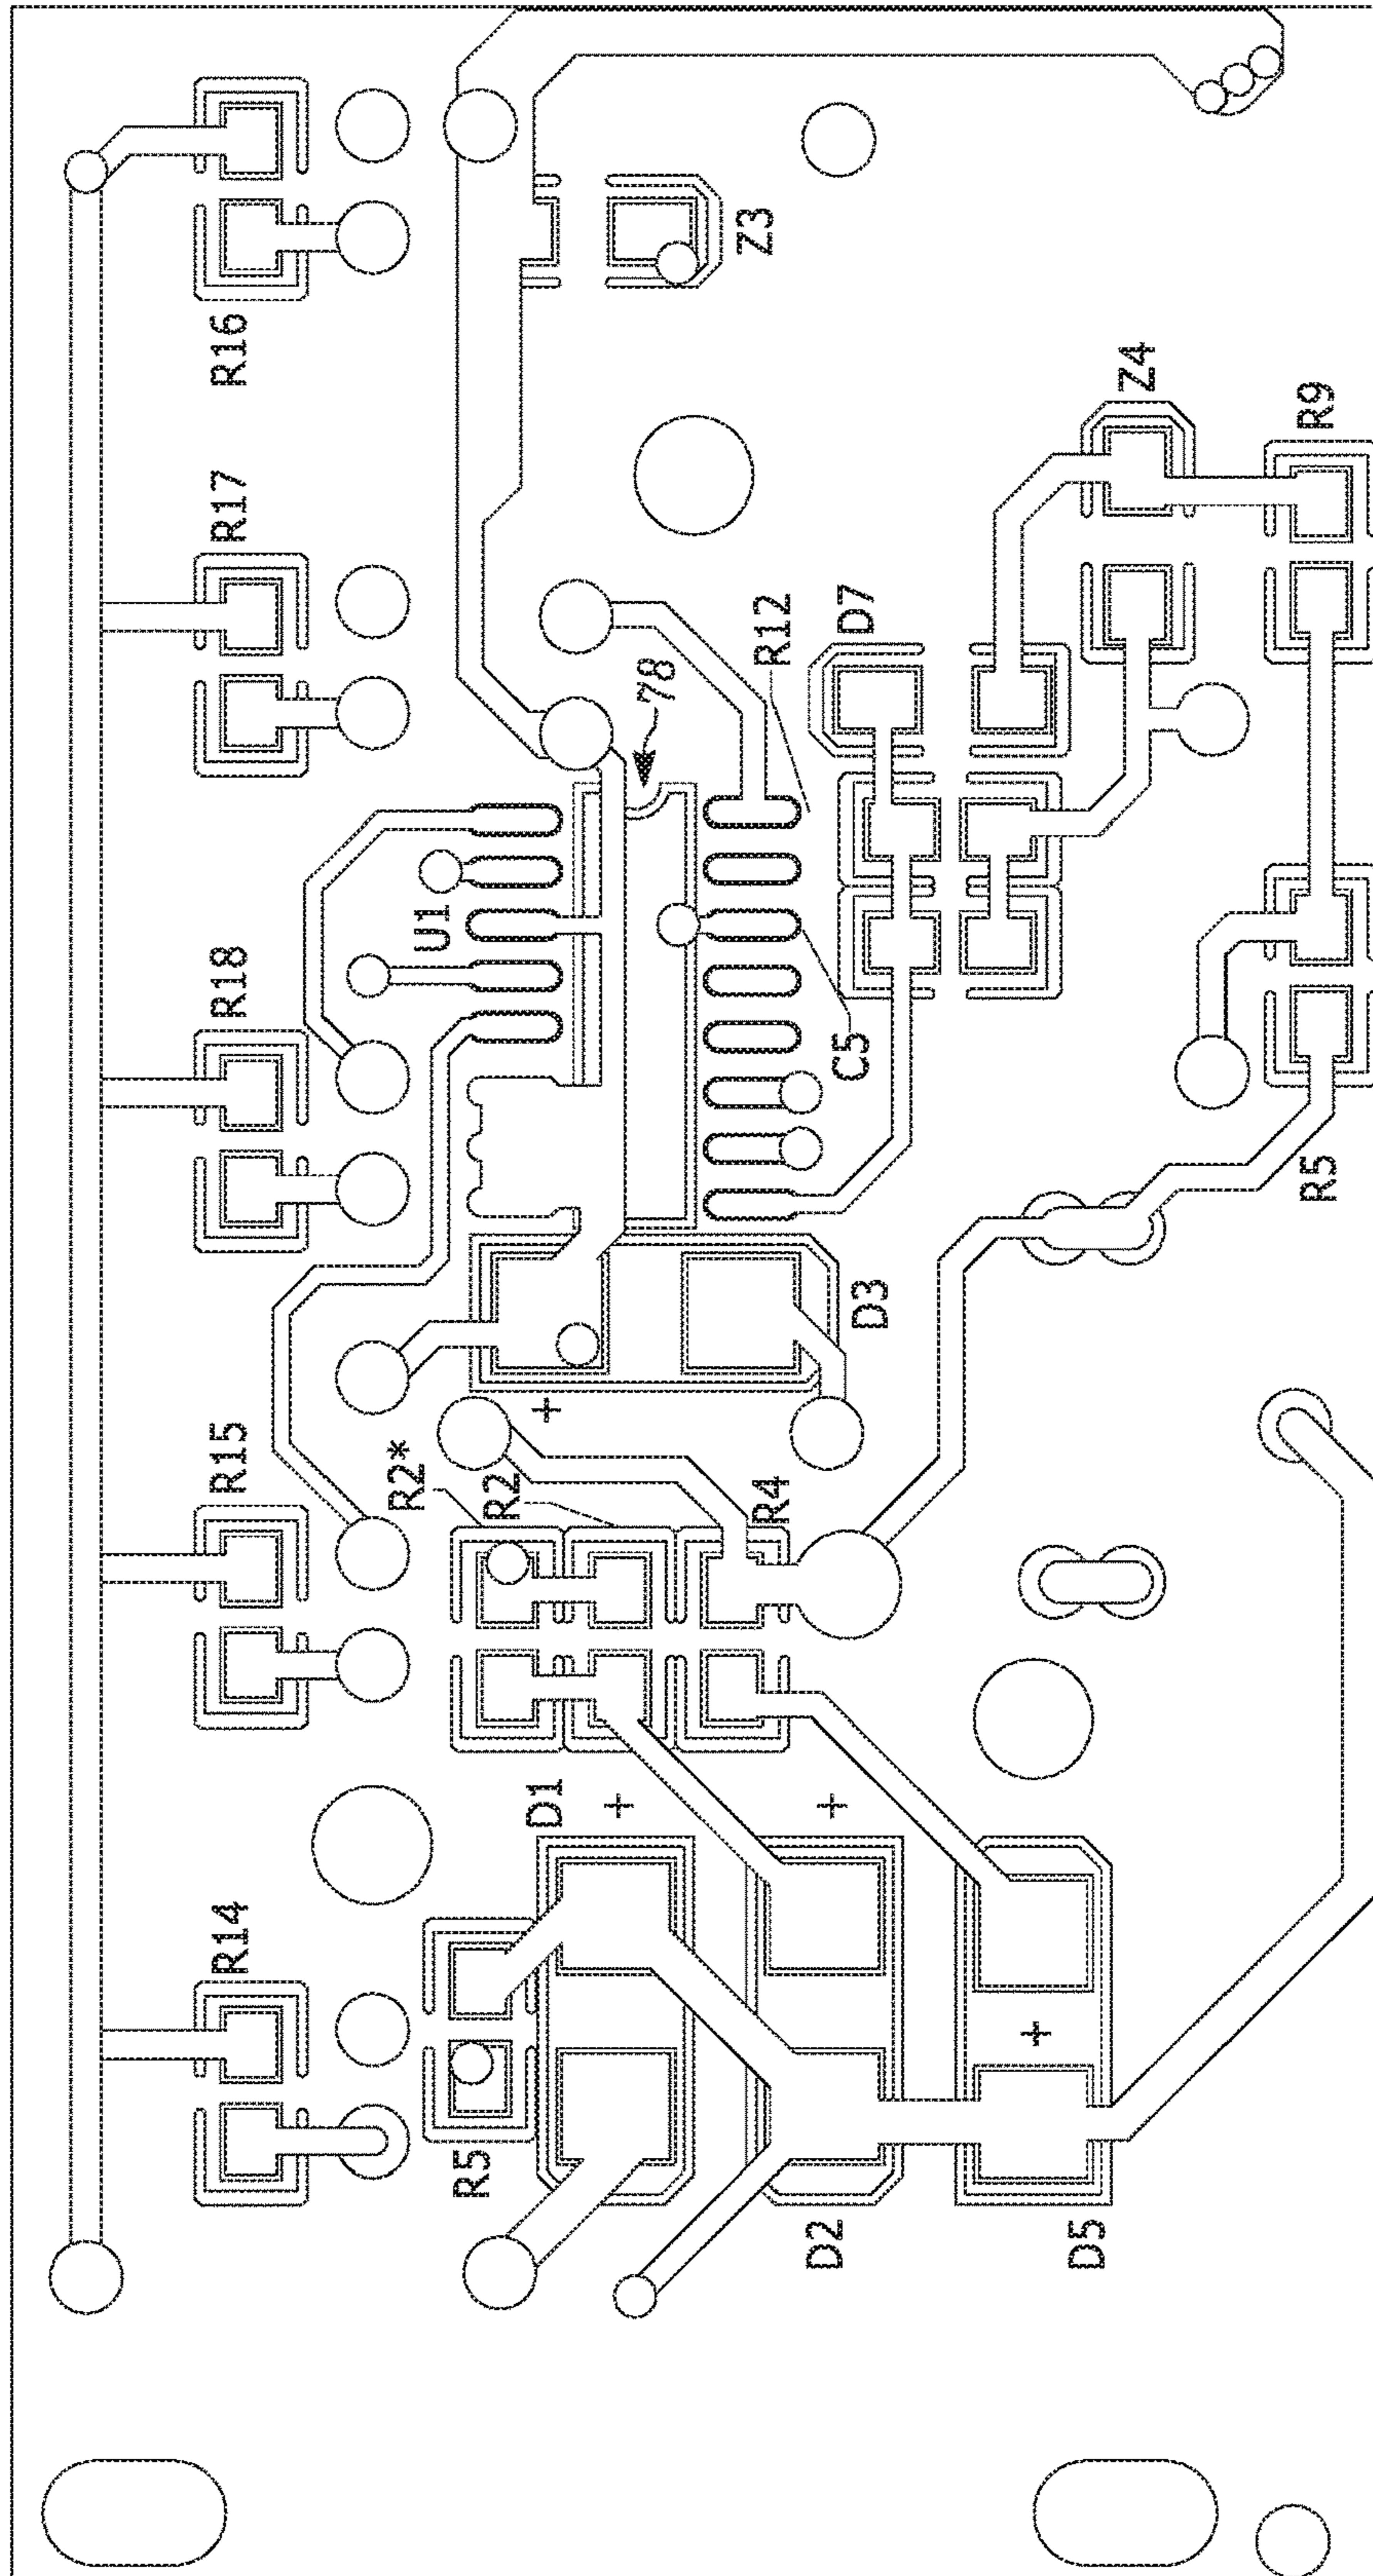 R16
Z3
R17
Z4
R9
R12
D7
78
U1
R18
C5
R5
D3
+
R15
R2*
R2
R4
D1
+
+
R14
+
R5
D2
D5